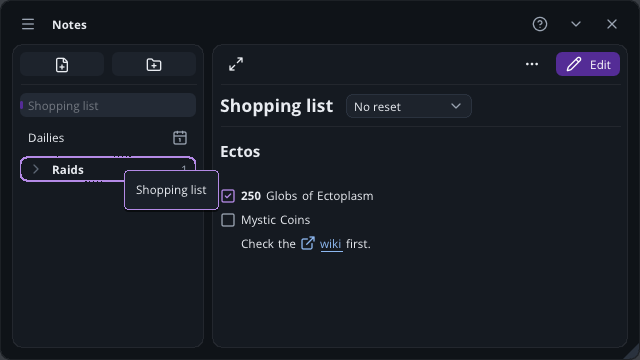 Notes
Shopping list
Dailies
Raids 1
Shopping list
Edit
Shopping list No reset
Ectos
250 Globs of Ectoplasm
Mystic Coins
Check the wiki first.